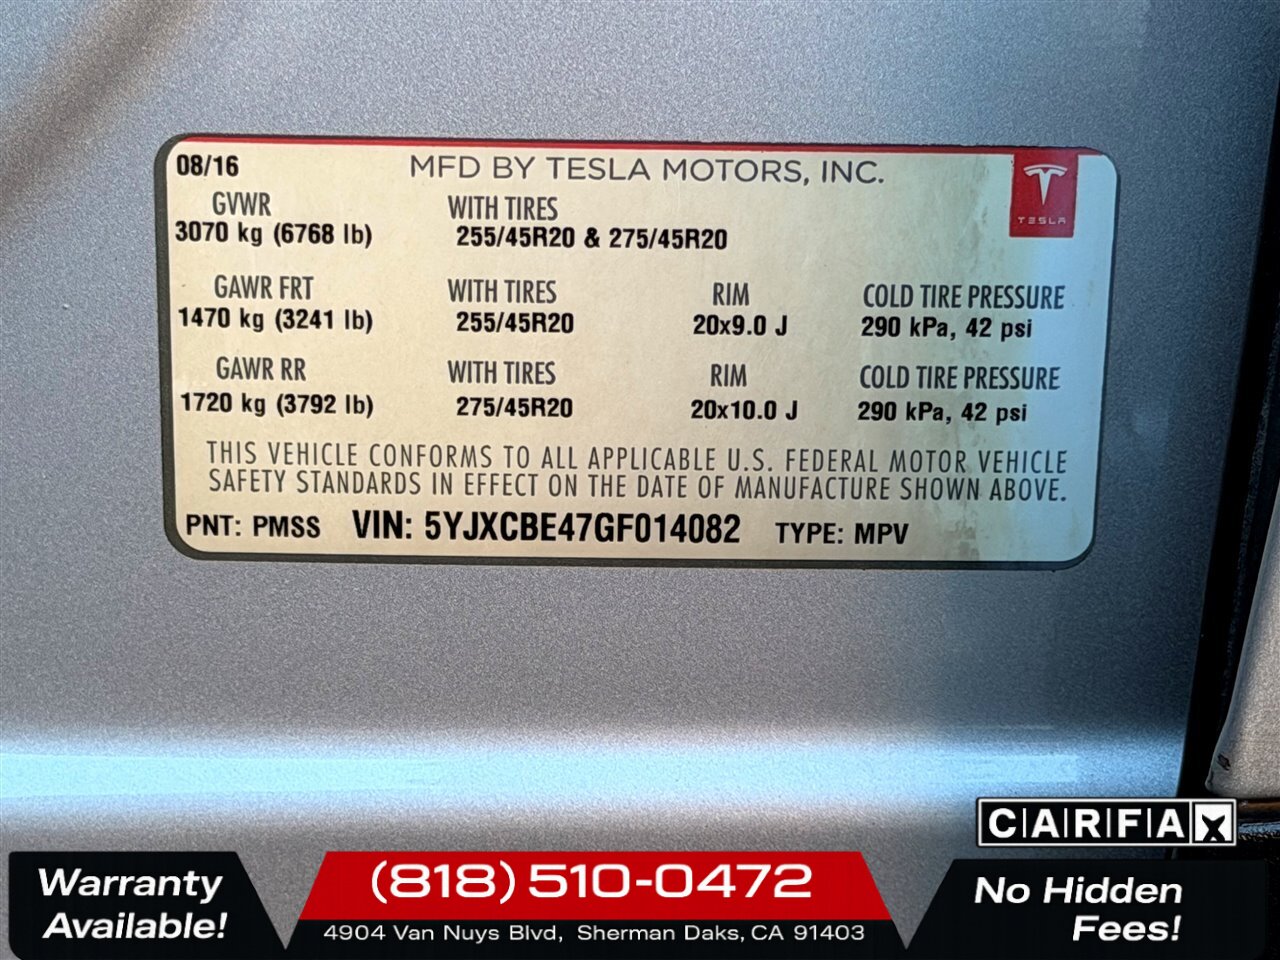 08/16 MFD BY TESLA MOTORS, INC.
TESLA
GVWR WITH TIRES
3070 kg (6768 lb) 255/45R20 & 275/45R20
GAWR FRT WITH TIRES RIM COLD TIRE PRESSURE
1470 kg (3241 lb) 255/45R20 20x9.0 J 290 kPa, 42 psi
GAWR RR WITH TIRES RIM COLD TIRE PRESSURE
1720 kg (3792 lb) 275/45R20 20x10.0 J 290 kPa, 42 psi
THIS VEHICLE CONFORMS TO ALL APPLICABLE U.S. FEDERAL MOTOR VEHICLE
SAFETY STANDARDS IN EFFECT ON THE DATE OF MANUFACTURE SHOWN ABOVE.
PNT: PMSS VIN: 5YJXCBE47GF014082 TYPE: MPV
CARFAX
Warranty
Available!
(818) 510-0472
4904 Van Nuys Blvd, Sherman Daks, CA 91403
No Hidden
Fees!